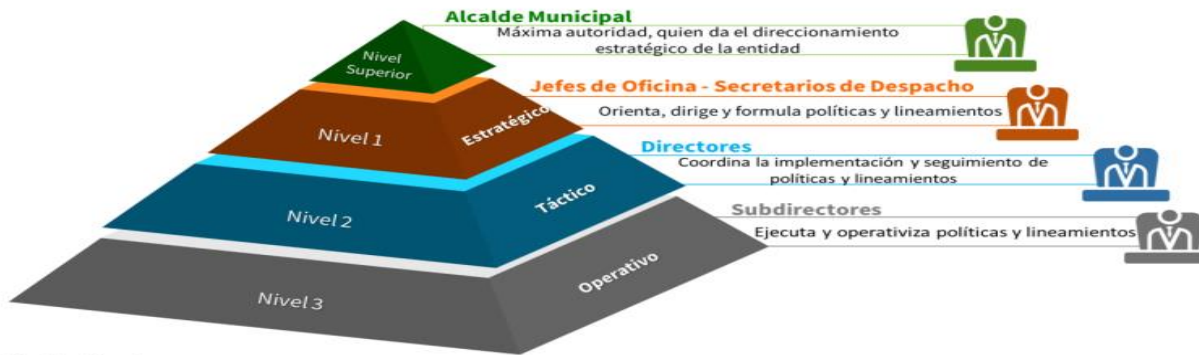 Alcalde Municipal
Máxima autoridad, quien da el direccionamiento
estratégico de la entidad
Nivel
Superior
Jefes de Oficina - Secretarios de Despacho
Orienta, dirige y formula políticas y lineamientos
Nivel 1
Estratégico
Directores
Coordina la implementación y seguimiento de
políticas y lineamientos
Nivel 2
Táctico
Subdirectores
Ejecuta y operativiza políticas y lineamientos
Nivel 3
Operativo